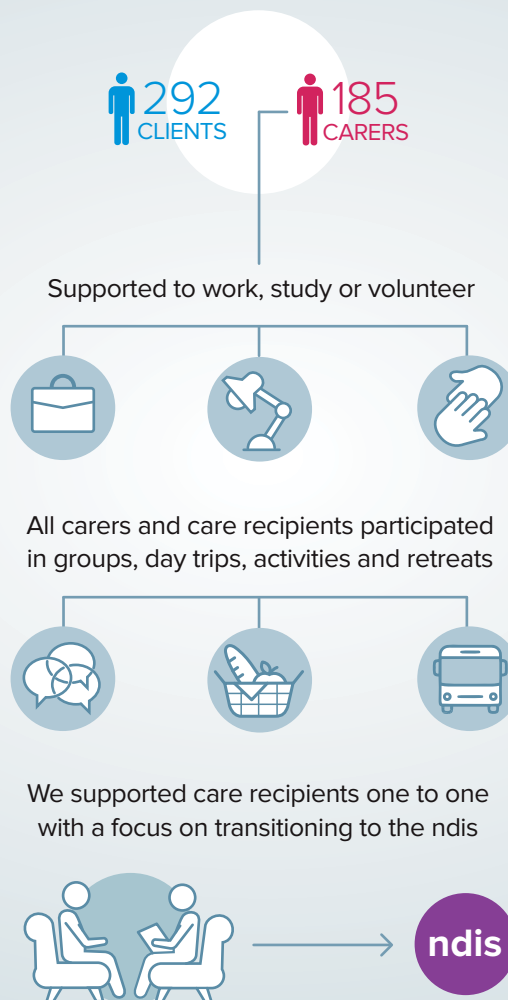 292
CLIENTS
185
CARERS
Supported to work, study or volunteer
All carers and care recipients participated
in groups, day trips, activities and retreats
We supported care recipients one to one
with a focus on transitioning to the ndis
ndis